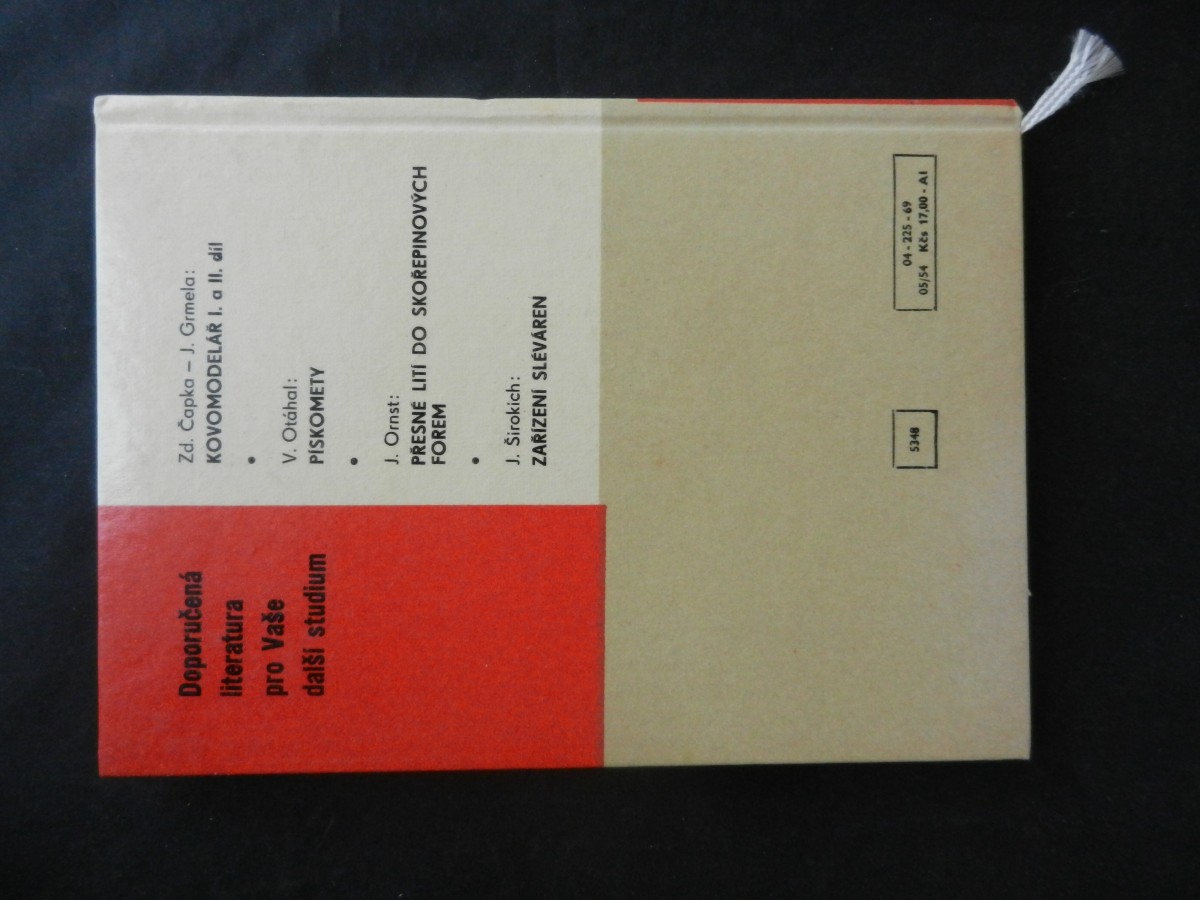 Doporučená
literatura
pro Vaše
další studium
Zd. Čapka – J. Grmela:
KOVOMODELÁŘ I. a II. díl
•
V. Otáhal:
PÍSKOMETY
•
J. Ornst:
PŘESNÉ LITÍ DO SKOŘEPINOVÝCH
FOREM
•
J. Širokich:
ZAŘÍZENÍ SLÉVÁREN
5348
04 - 225 - 69
05/54 Kčs 17,00 - AI